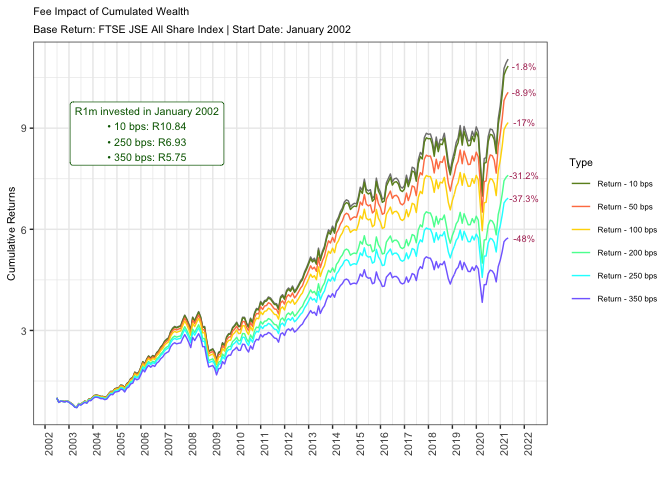 Fee Impact of Cumulated Wealth
Base Return: FTSE JSE All Share Index | Start Date: January 2002
R1m invested in January 2002
• 10 bps: R10.84
• 250 bps: R6.93
• 350 bps: R5.75
-1.8%
-8.9%
-17%
-31.2%
-37.3%
-48%
Cumulative Returns
9
6
3
2002
2003
2004
2005
2006
2007
2008
2009
2010
2011
2012
2013
2014
2015
2016
2017
2018
2019
2020
2021
2022
Type
Return - 10 bps
Return - 50 bps
Return - 100 bps
Return - 200 bps
Return - 250 bps
Return - 350 bps